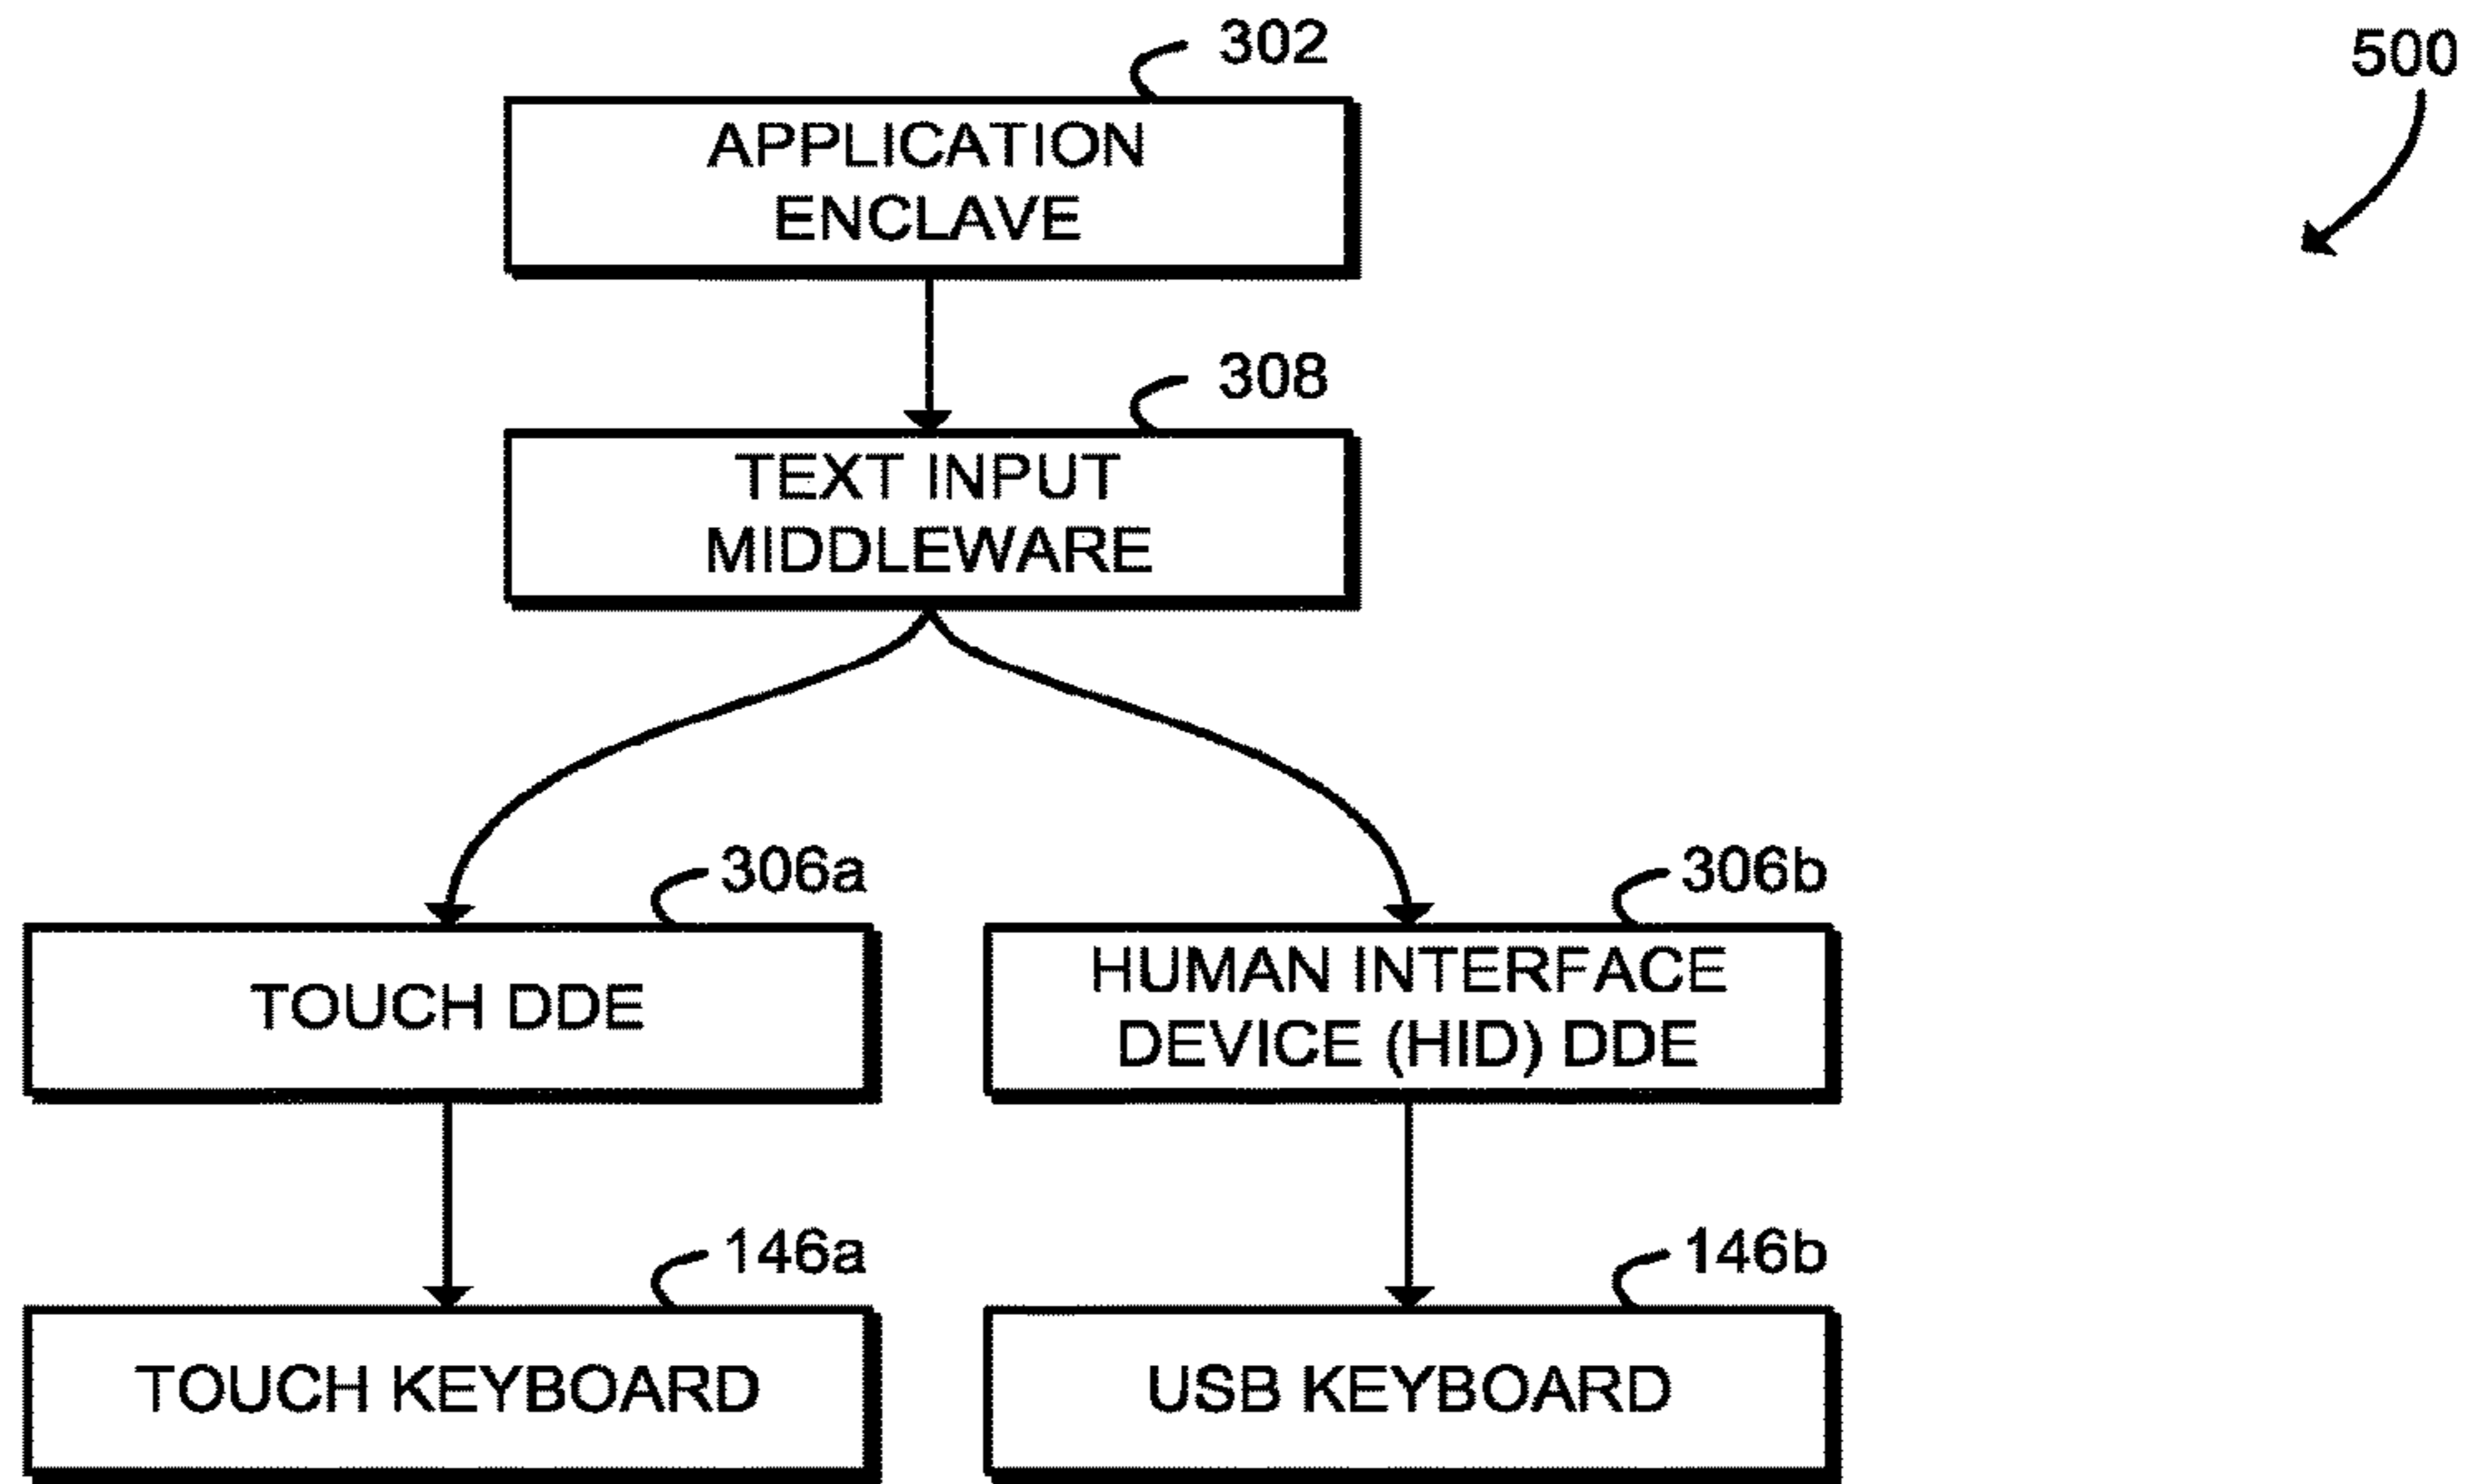 302
500
APPLICATION
ENCLAVE
308
TEXT INPUT
MIDDLEWARE
306a
306b
TOUCH DDE
HUMAN INTERFACE
DEVICE (HID) DDE
146a
146b
TOUCH KEYBOARD
USB KEYBOARD